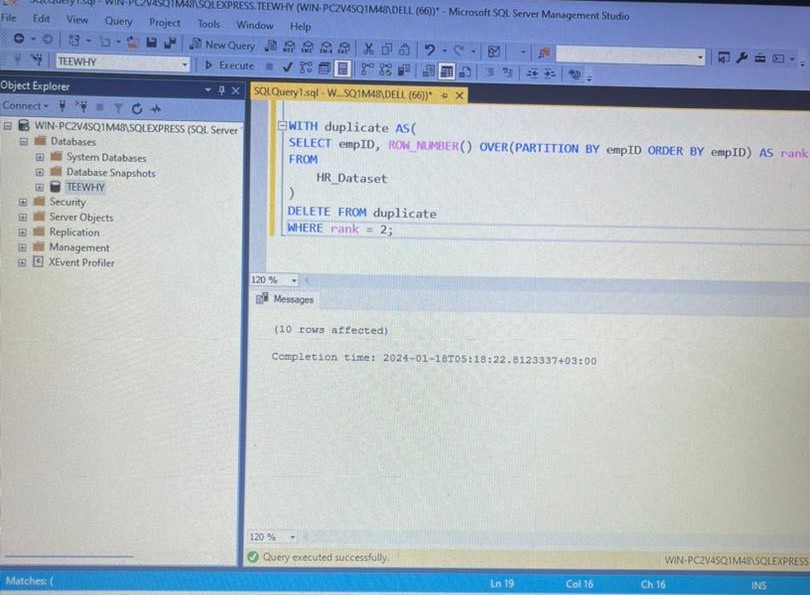 SQLQuery1.sql - WIN-PC2V4SQ1M48\SQLEXPRESS.TEEWHY (WIN-PC2V4SQ1M48\DELL (66))* - Microsoft SQL Server Management Studio
File Edit View Query Project Tools Window Help
New Query
TEEWHY Execute
Object Explorer
SQLQuery1.sql - W...SQ1M48\DELL (66))*
Connect
WIN-PC2V4SQ1M48\SQLEXPRESS (SQL Server
Databases
System Databases
Database Snapshots
TEEWHY
Security
Server Objects
Replication
Management
XEvent Profiler
WITH duplicate AS(
SELECT empID, ROW_NUMBER() OVER(PARTITION BY empID ORDER BY empID) AS rank
FROM
HR_Dataset
)
DELETE FROM duplicate
WHERE rank = 2;
120 %
Messages
(10 rows affected)
Completion time: 2024-01-18T05:18:22.8123337+03:00
120 %
Query executed successfully.
WIN-PC2V4SQ1M48\SQLEXPRESS
Matches: (
Ln 19 Col 16 Ch 16 INS